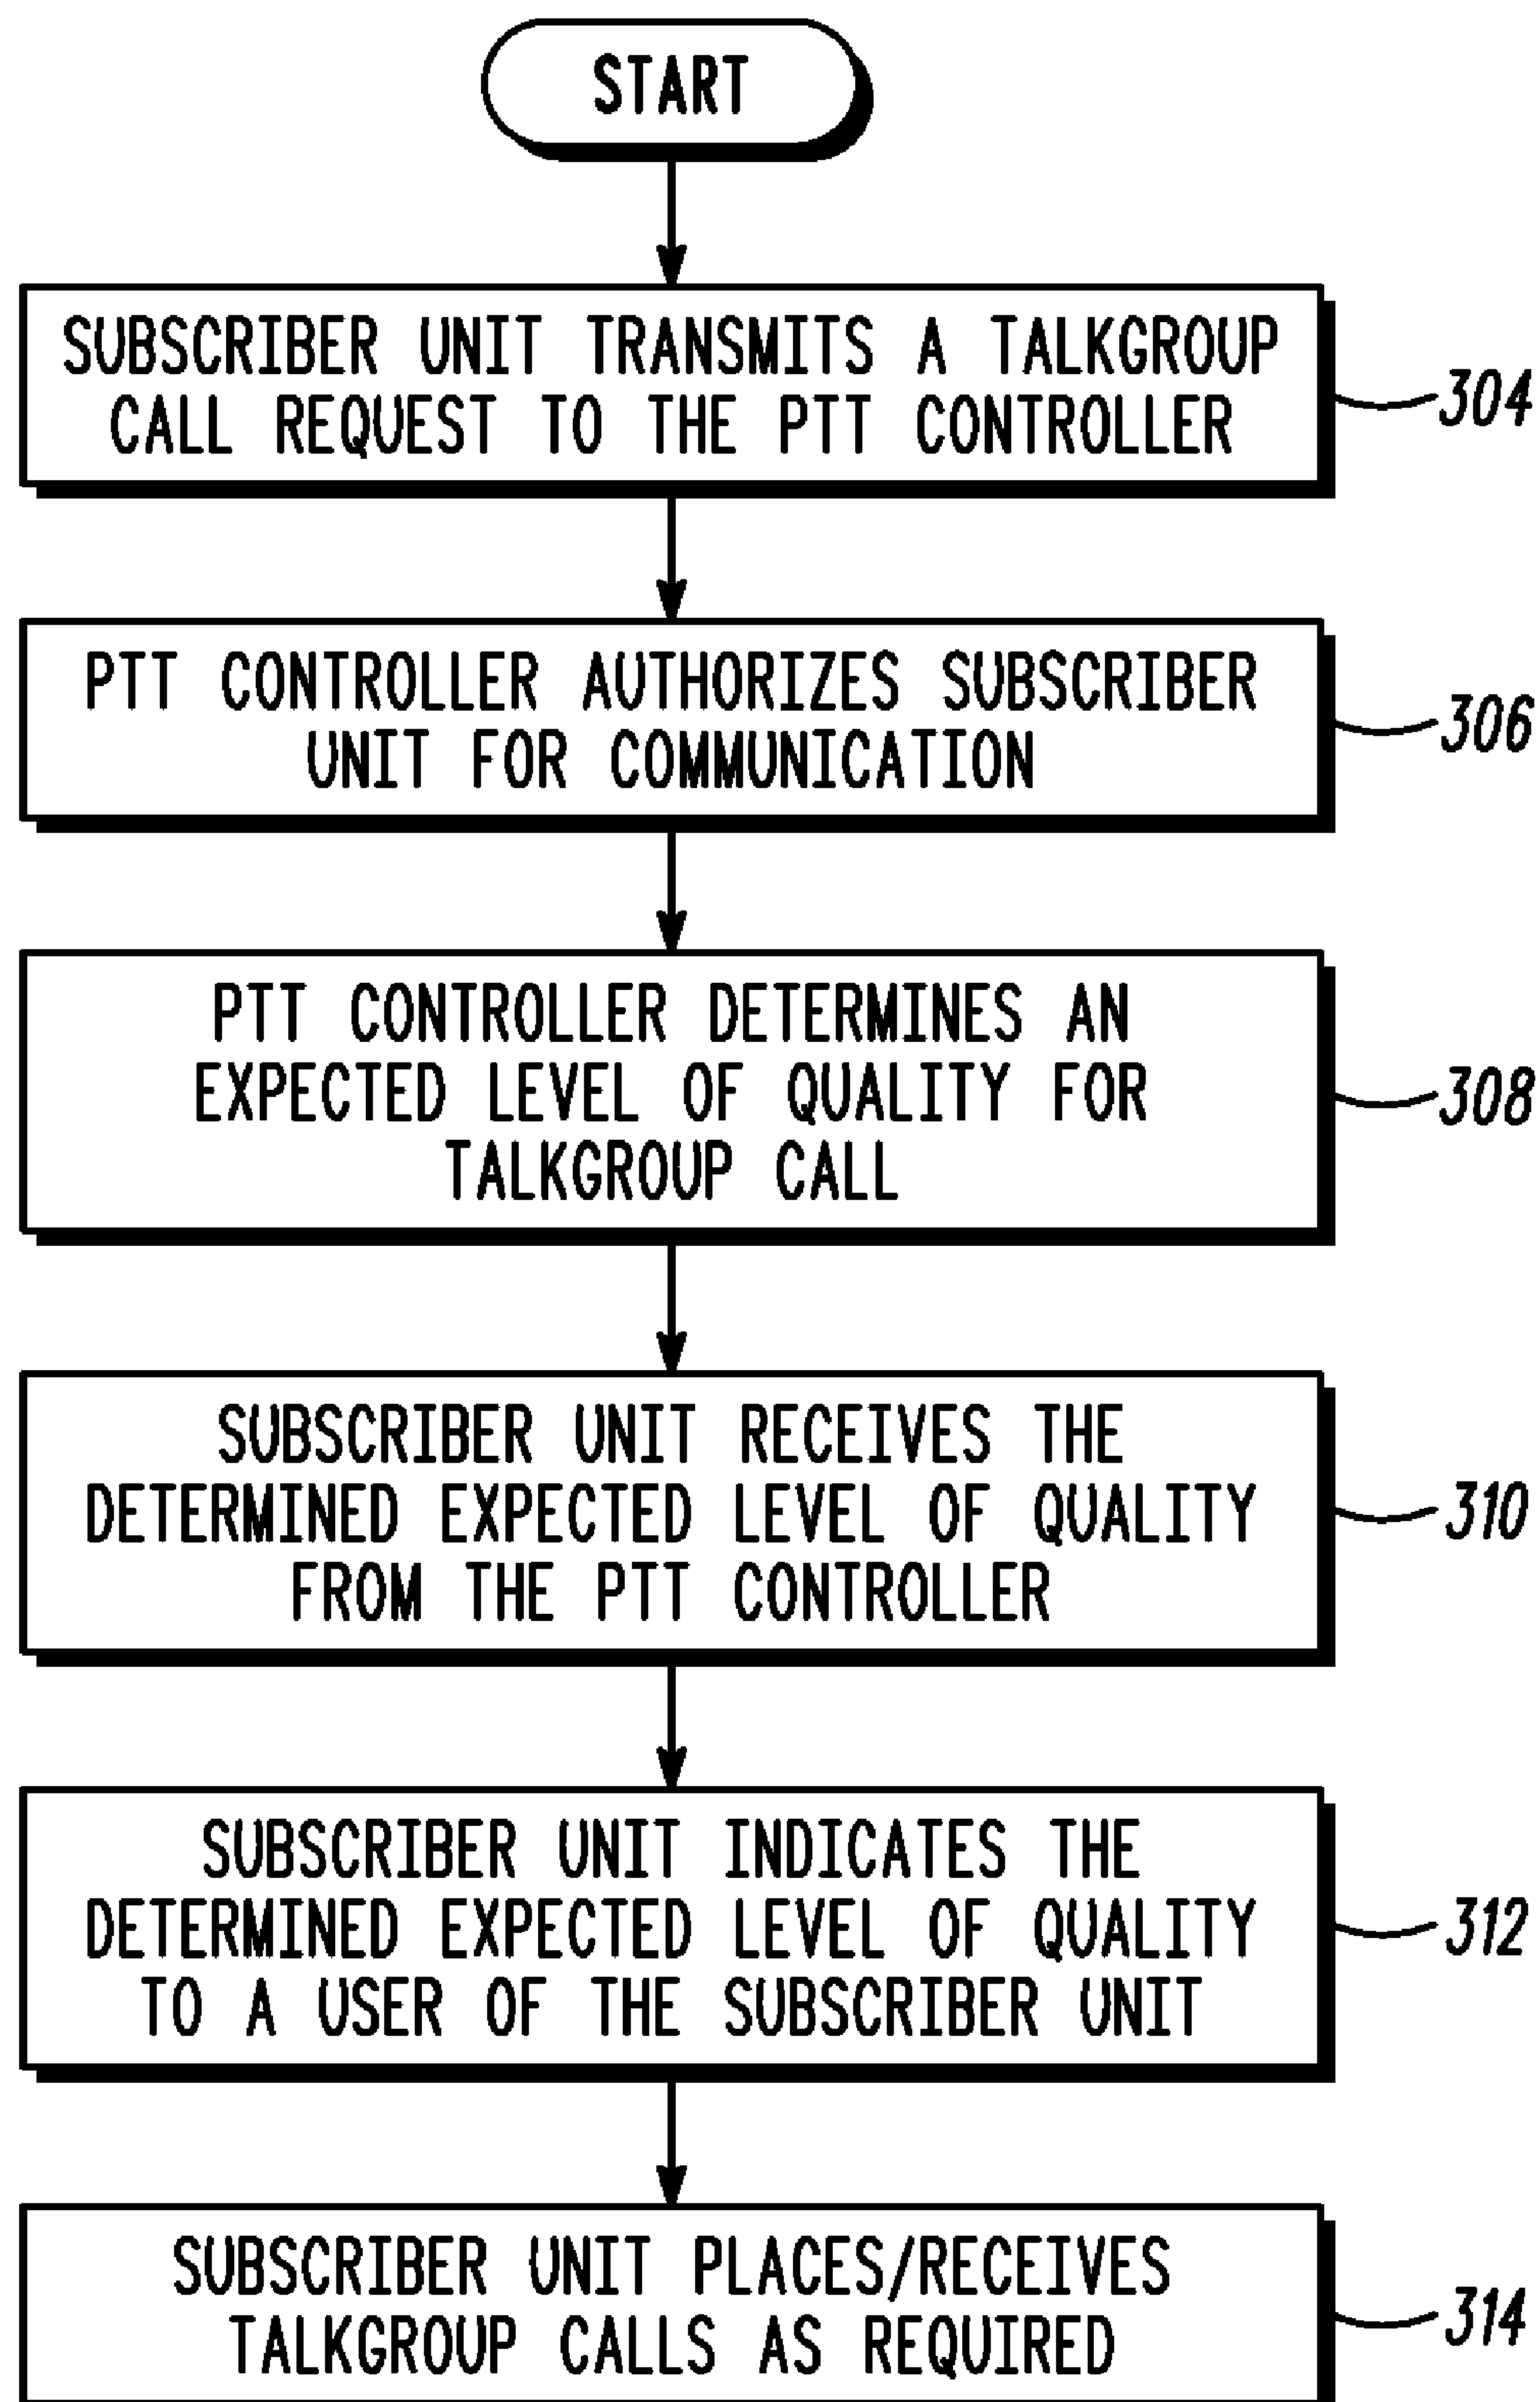 START
SUBSCRIBER UNIT TRANSMITS A TALKGROUP
CALL REQUEST TO THE PTT CONTROLLER
304
PTT CONTROLLER AUTHORIZES SUBSCRIBER
UNIT FOR COMMUNICATION
306
PTT CONTROLLER DETERMINES AN
EXPECTED LEVEL OF QUALITY FOR
TALKGROUP CALL
308
SUBSCRIBER UNIT RECEIVES THE
DETERMINED EXPECTED LEVEL OF QUALITY
FROM THE PTT CONTROLLER
310
SUBSCRIBER UNIT INDICATES THE
DETERMINED EXPECTED LEVEL OF QUALITY
TO A USER OF THE SUBSCRIBER UNIT
312
SUBSCRIBER UNIT PLACES/RECEIVES
TALKGROUP CALLS AS REQUIRED
314